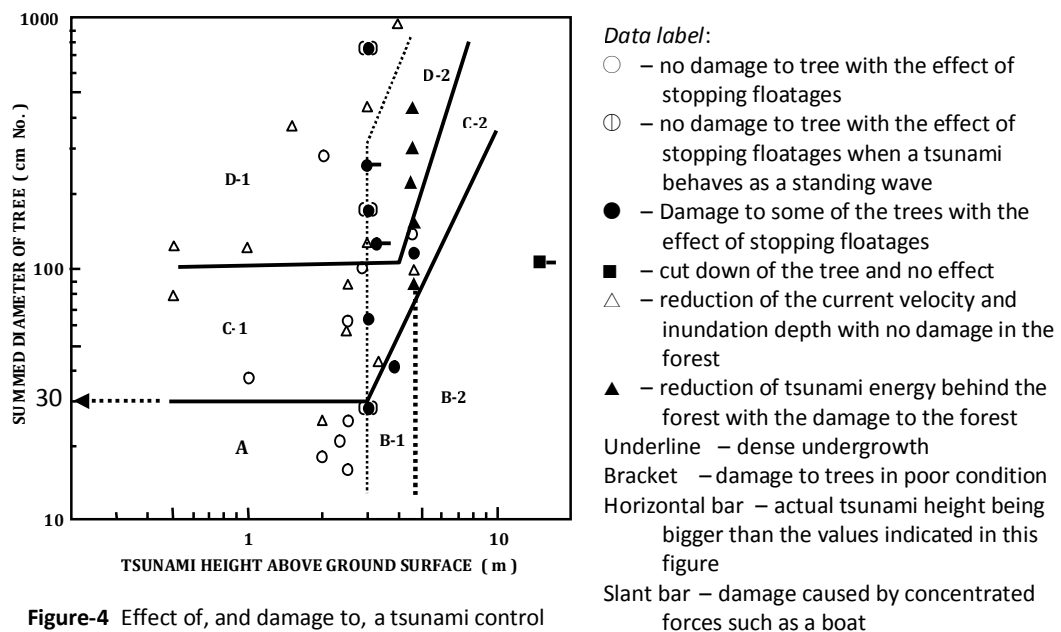 1000
100
30
10
1
10
SUMMED DIAMETER OF TREE ( cm No. )
TSUNAMI HEIGHT ABOVE GROUND SURFACE ( m )
D-2
C-2
D-1
C-1
B-2
B-1
A
Figure-4 Effect of, and damage to, a tsunami control
Data label:
○ – no damage to tree with the effect of
stopping floatages
⦶ – no damage to tree with the effect of
stopping floatages when a tsunami
behaves as a standing wave
● – Damage to some of the trees with the
effect of stopping floatages
■ – cut down of the tree and no effect
△ – reduction of the current velocity and
inundation depth with no damage in the
forest
▲ – reduction of tsunami energy behind the
forest with the damage to the forest
Underline – dense undergrowth
Bracket – damage to trees in poor condition
Horizontal bar – actual tsunami height being
bigger than the values indicated in this
figure
Slant bar – damage caused by concentrated
forces such as a boat